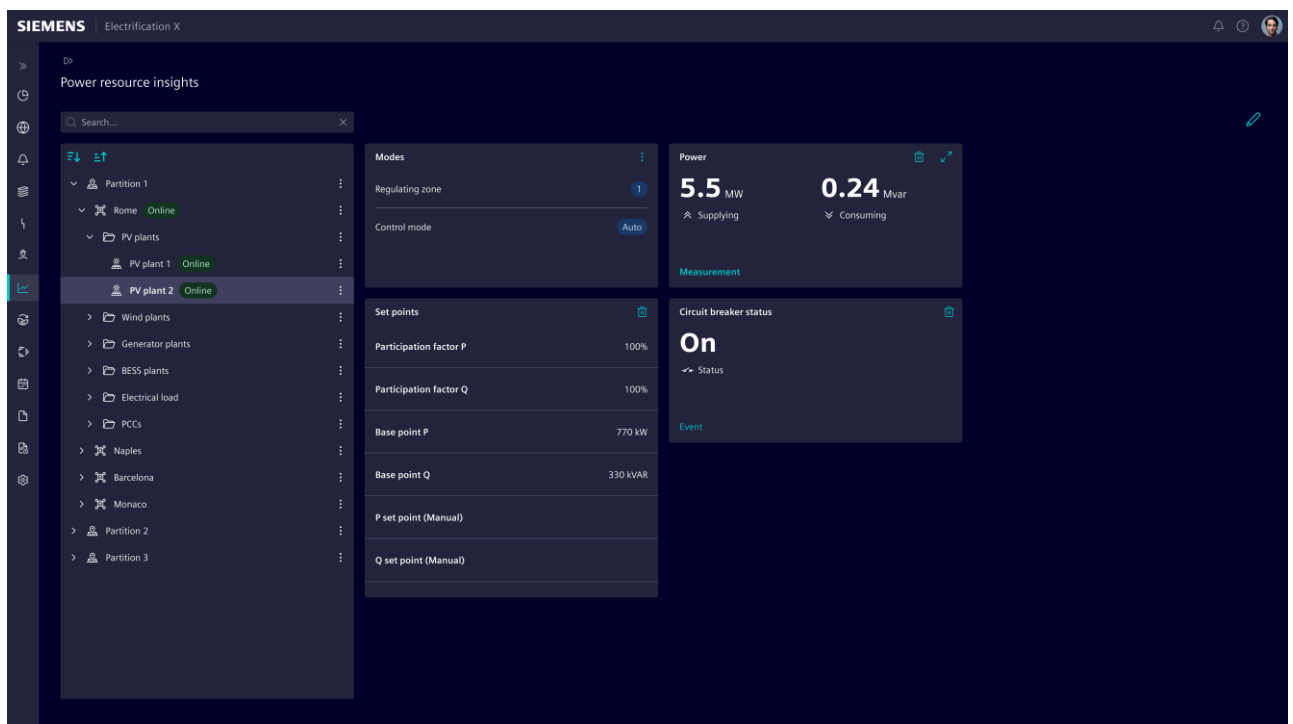 SIEMENS Electrification X
Power resource insights
Search...
Partition 1
Rome Online
PV plants
PV plant 1 Online
PV plant 2 Online
Wind plants
Generator plants
BESS plants
Electrical load
PCCs
Naples
Barcelona
Monaco
Partition 2
Partition 3
Modes
Regulating zone 1
Control mode Auto
Set points
Participation factor P 100%
Participation factor Q 100%
Base point P 770 kW
Base point Q 330 kVAR
P set point (Manual)
Q set point (Manual)
Power
5.5 MW 0.24 Mvar
Supplying Consuming
Measurement
Circuit breaker status
On
Status
Event